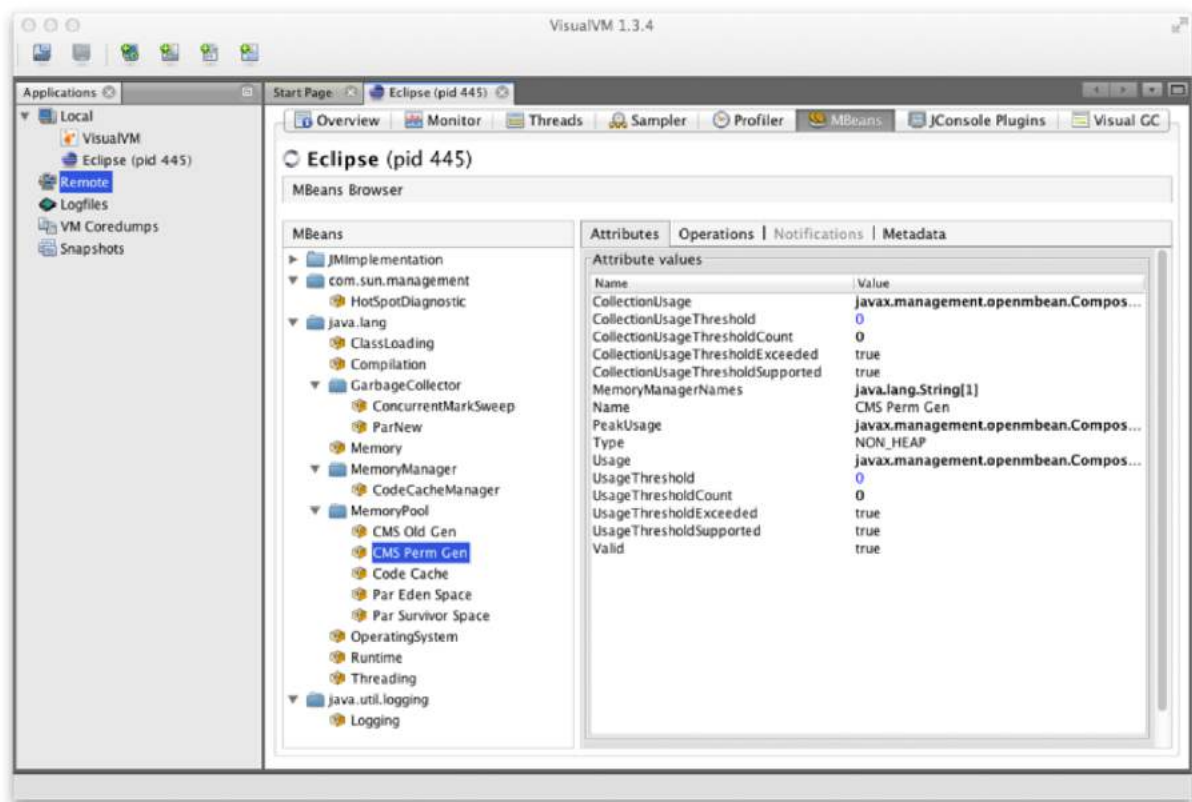 VisualVM 1.3.4
Applications
Local
VisualVM
Eclipse (pid 445)
Remote
Logfiles
VM Coredumps
Snapshots
Start Page Eclipse (pid 445)
Overview Monitor Threads Sampler Profiler MBeans JConsole Plugins Visual GC
Eclipse (pid 445)
MBeans Browser
MBeans
JMImplementation
com.sun.management
HotSpotDiagnostic
java.lang
ClassLoading
Compilation
GarbageCollector
ConcurrentMarkSweep
ParNew
Memory
MemoryManager
CodeCacheManager
MemoryPool
CMS Old Gen
CMS Perm Gen
Code Cache
Par Eden Space
Par Survivor Space
OperatingSystem
Runtime
Threading
java.util.logging
Logging
Attributes Operations Notifications Metadata
Attribute values
Name Value
CollectionUsage javax.management.openmbean.Compos...
CollectionUsageThreshold 0
CollectionUsageThresholdCount 0
CollectionUsageThresholdExceeded true
CollectionUsageThresholdSupported true
MemoryManagerNames java.lang.String[1]
Name CMS Perm Gen
PeakUsage javax.management.openmbean.Compos...
Type NON_HEAP
Usage javax.management.openmbean.Compos...
UsageThreshold 0
UsageThresholdCount 0
UsageThresholdExceeded true
UsageThresholdSupported true
Valid true